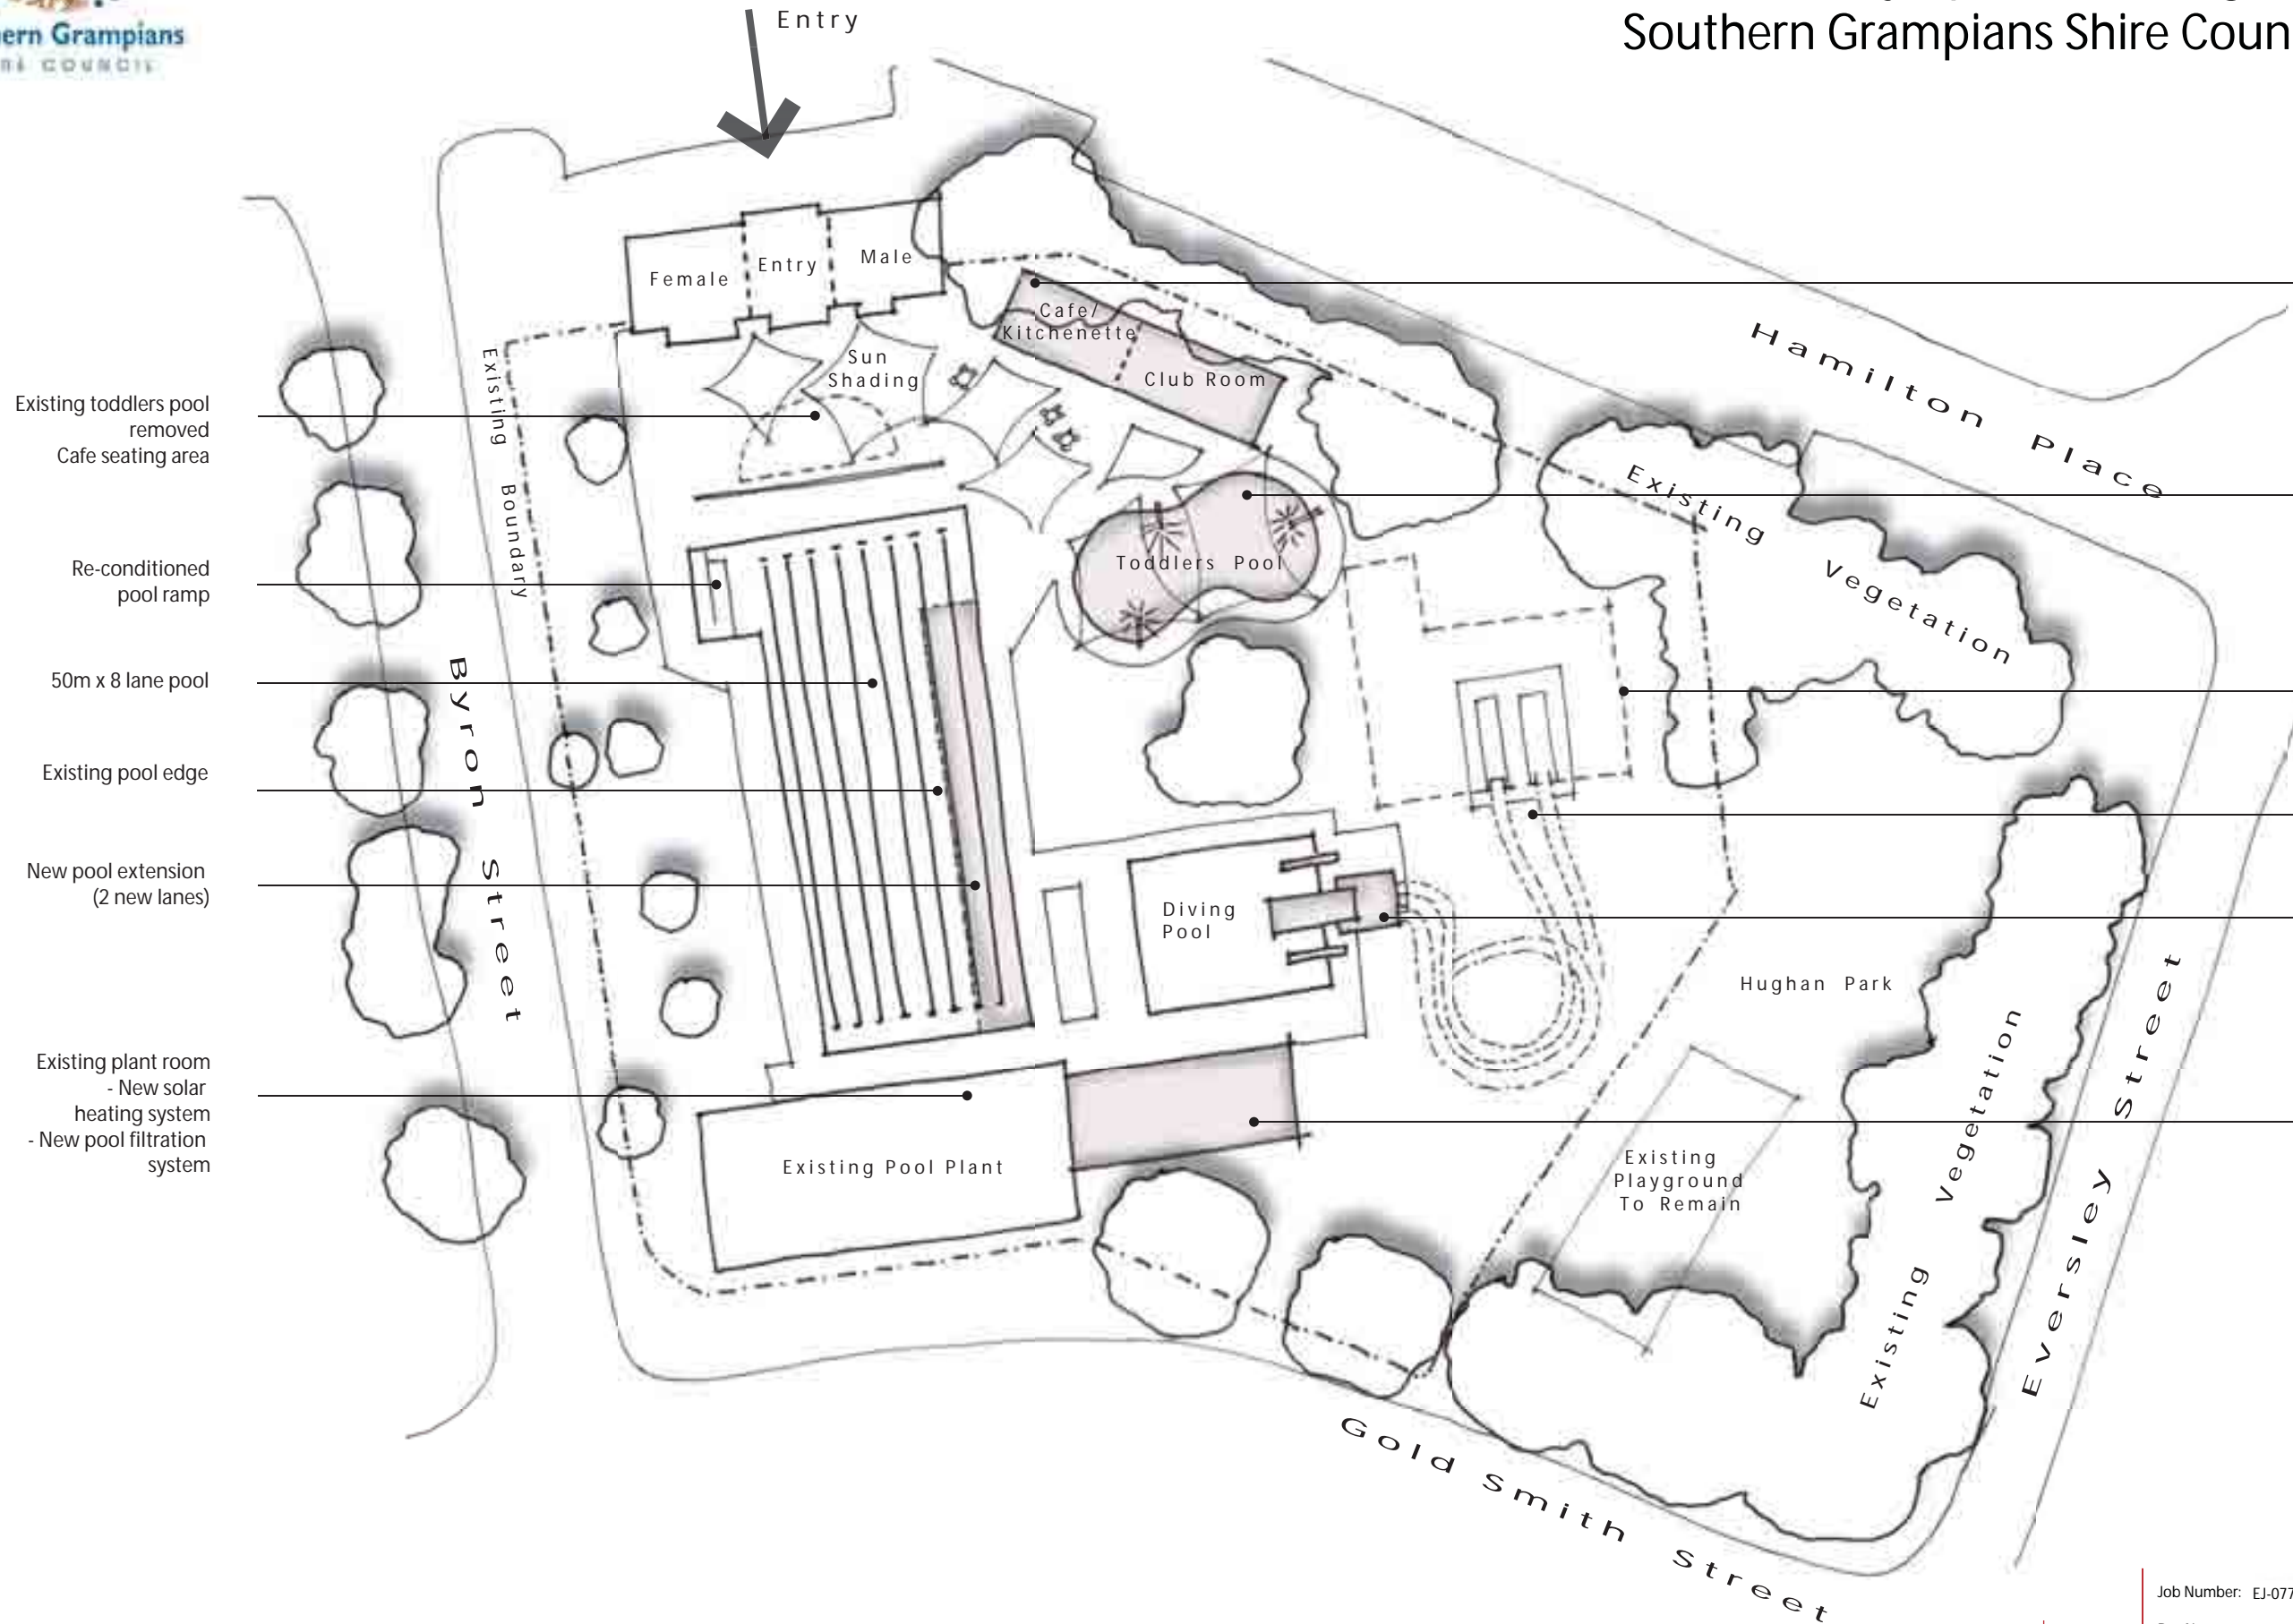 Southern Grampians Shire Coun
ern Grampians
COUNCIL
Entry
Female
Entry
Male
Cafe/
Kitchenette
Club Room
Sun
Shading
Hamilton Place
Existing Boundary
Existing toddlers pool
removed
Cafe seating area
Existing Vegetation
Toddlers Pool
Re-conditioned
pool ramp
50m x 8 lane pool
Byron Street
Existing pool edge
New pool extension
(2 new lanes)
Diving
Pool
Hughan Park
Existing plant room
- New solar
heating system
- New pool filtration
system
Existing Pool Plant
Existing
Playground
To Remain
Existing Vegetation
Eversley Street
Gold Smith Street
Job Number: EJ-077